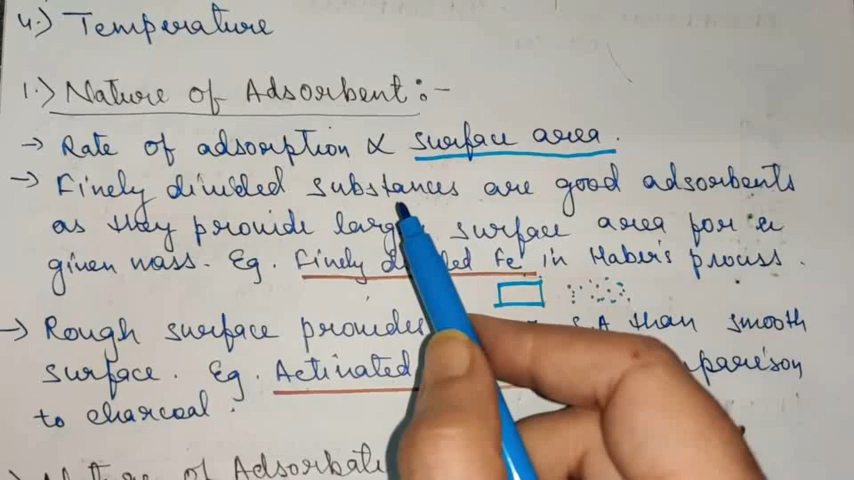 4.) Temperature
1.) Nature of Adsorbent :-
→ Rate of adsorption ∝ surface area.
→ Finely divided substances are good adsorbents
as they provide large surface area for a
given mass. Eg. Finely divided Fe in Haber's process.
→ Rough surface provides S.A than smooth
surface. Eg. Activated
to charcoal.
of Adsorbat